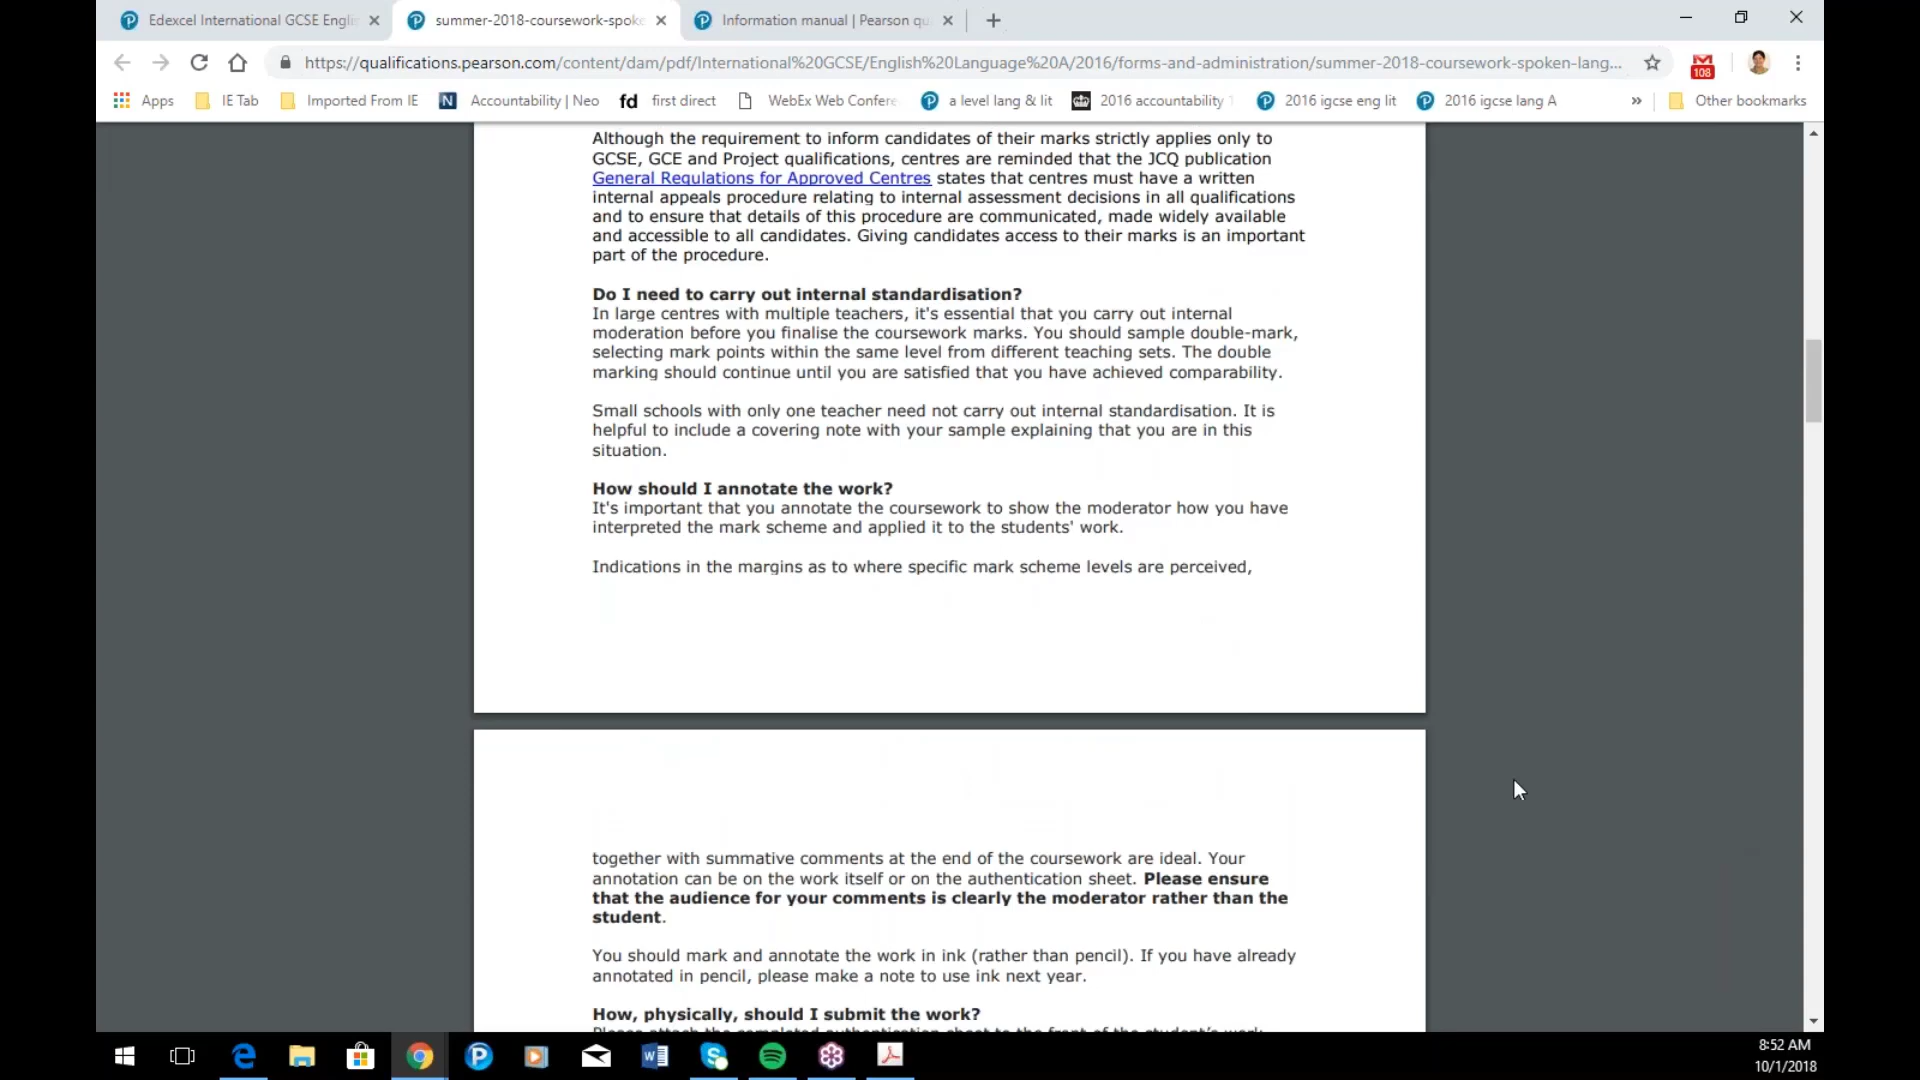 Edexcel International GCSE Engli
summer-2018-coursework-spoke
Information manual | Pearson qu
https://qualifications.pearson.com/content/dam/pdf/International%20GCSE/English%20Language%20A/2016/forms-and-administration/summer-2018-coursework-spoken-lang...
108
Apps
IE Tab
Imported From IE
N
Accountability | Neo
fd
first direct
WebEx Web Confere
a level lang & lit
2016 accountability
2016 igcse eng lit
2016 igcse lang A
»
Other bookmarks
Although the requirement to inform candidates of their marks strictly applies only to
GCSE, GCE and Project qualifications, centres are reminded that the JCQ publication
General Regulations for Approved Centres states that centres must have a written
internal appeals procedure relating to internal assessment decisions in all qualifications
and to ensure that details of this procedure are communicated, made widely available
and accessible to all candidates. Giving candidates access to their marks is an important
part of the procedure.
Do I need to carry out internal standardisation?
In large centres with multiple teachers, it's essential that you carry out internal
moderation before you finalise the coursework marks. You should sample double-mark,
selecting mark points within the same level from different teaching sets. The double
marking should continue until you are satisfied that you have achieved comparability.
Small schools with only one teacher need not carry out internal standardisation. It is
helpful to include a covering note with your sample explaining that you are in this
situation.
How should I annotate the work?
It's important that you annotate the coursework to show the moderator how you have
interpreted the mark scheme and applied it to the students' work.
Indications in the margins as to where specific mark scheme levels are perceived,
together with summative comments at the end of the coursework are ideal. Your
annotation can be on the work itself or on the authentication sheet. Please ensure
that the audience for your comments is clearly the moderator rather than the
student.
You should mark and annotate the work in ink (rather than pencil). If you have already
annotated in pencil, please make a note to use ink next year.
How, physically, should I submit the work?
Please attach the completed authentication sheet to the front of the student's work
8:52 AM
10/1/2018